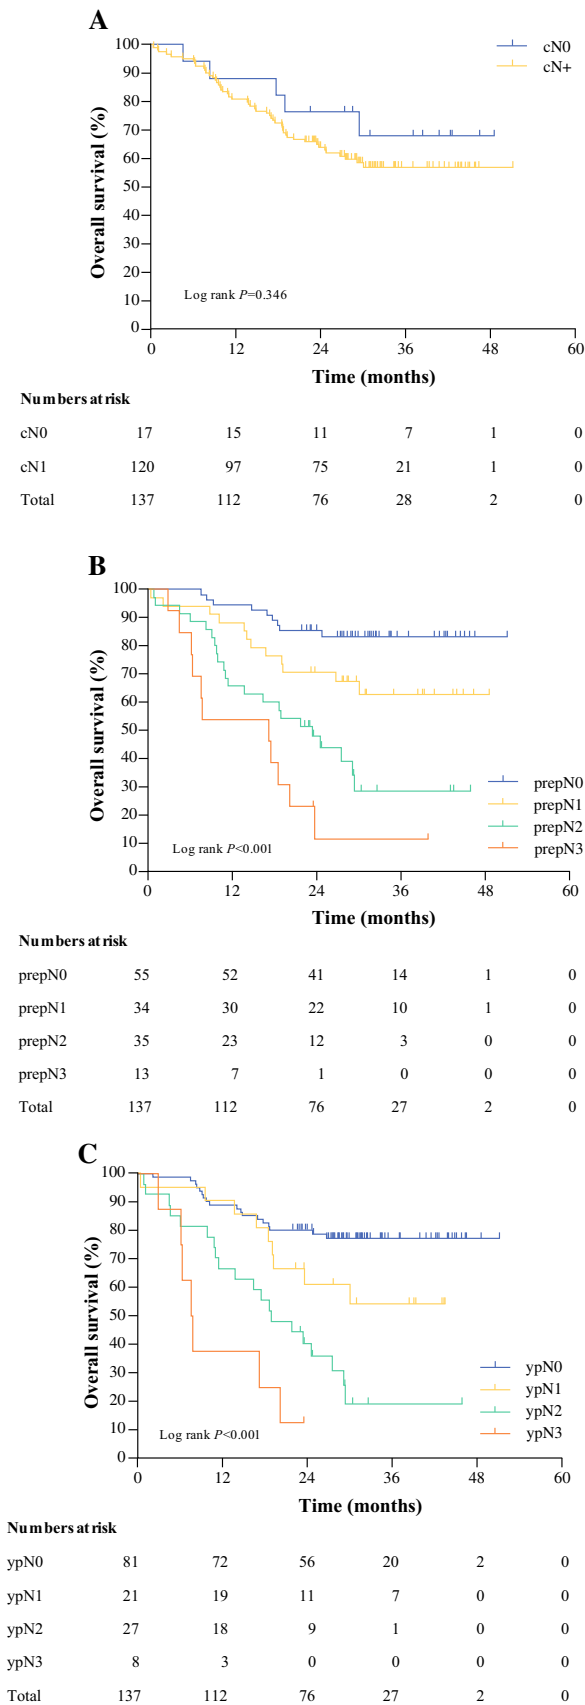 A
100
90
80
70
60
50
40
30
20
10
0
Overall survival (%)
cN0
cN+
Log rank P=0.346
0 12 24 36 48 60
Time (months)
Numbers at risk
cN0 17 15 11 7 1 0
cN1 120 97 75 21 1 0
Total 137 112 76 28 2 0
B
100
90
80
70
60
50
40
30
20
10
0
Overall survival (%)
prepN0
prepN1
prepN2
prepN3
Log rank P<0.001
0 12 24 36 48 60
Time (months)
Numbers at risk
prepN0 55 52 41 14 1 0
prepN1 34 30 22 10 1 0
prepN2 35 23 12 3 0 0
prepN3 13 7 1 0 0 0
Total 137 112 76 27 2 0
C
100
90
80
70
60
50
40
30
20
10
0
Overall survival (%)
ypN0
ypN1
ypN2
ypN3
Log rank P<0.001
0 12 24 36 48 60
Time (months)
Numbers at risk
ypN0 81 72 56 20 2 0
ypN1 21 19 11 7 0 0
ypN2 27 18 9 1 0 0
ypN3 8 3 0 0 0 0
Total 137 112 76 27 2 0